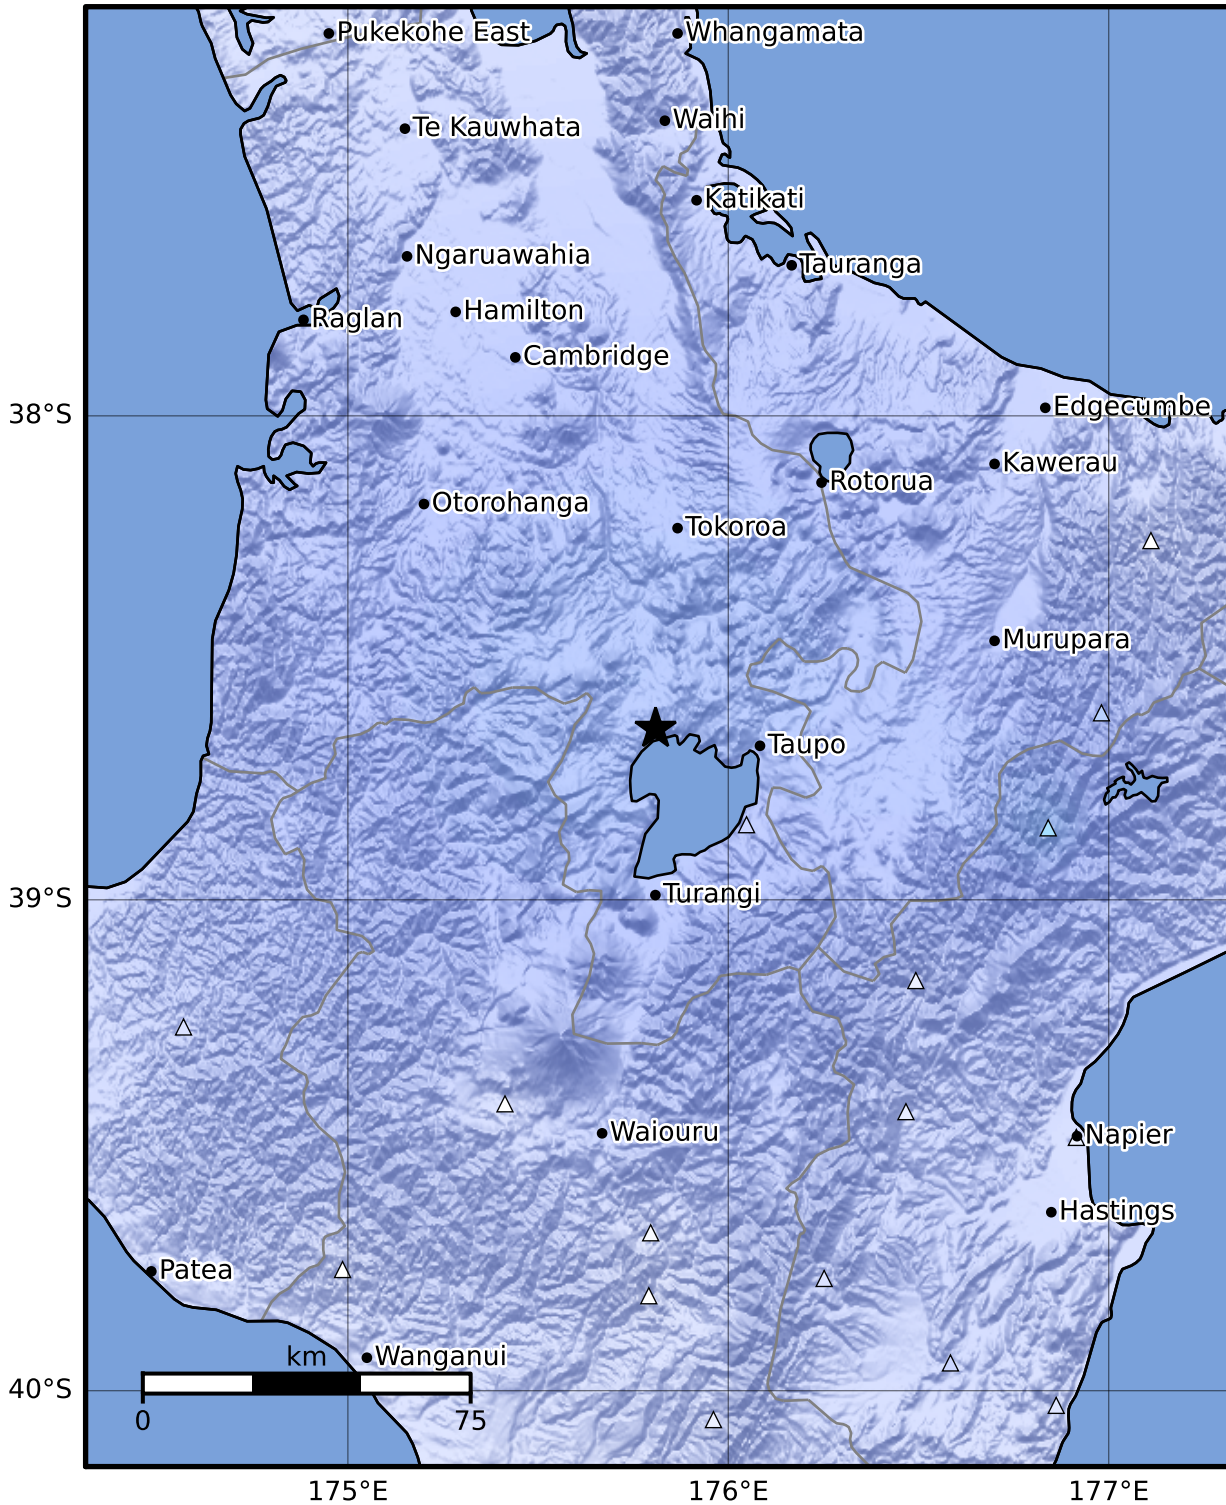 Pukekohe East
Whangamata
Te Kauwhata
Waihi
Katikati
Ngaruawahia
Tauranga
Hamilton
Raglan
Cambridge
38°S
Edgecumbe
Kawerau
Rotorua
Otorohanga
Tokoroa
Murupara
Taupo
39°S
Turangi
Waiouru
Napier
Hastings
Patea
Wanganui
km
40°S
0
75
175°E
176°E
177°E